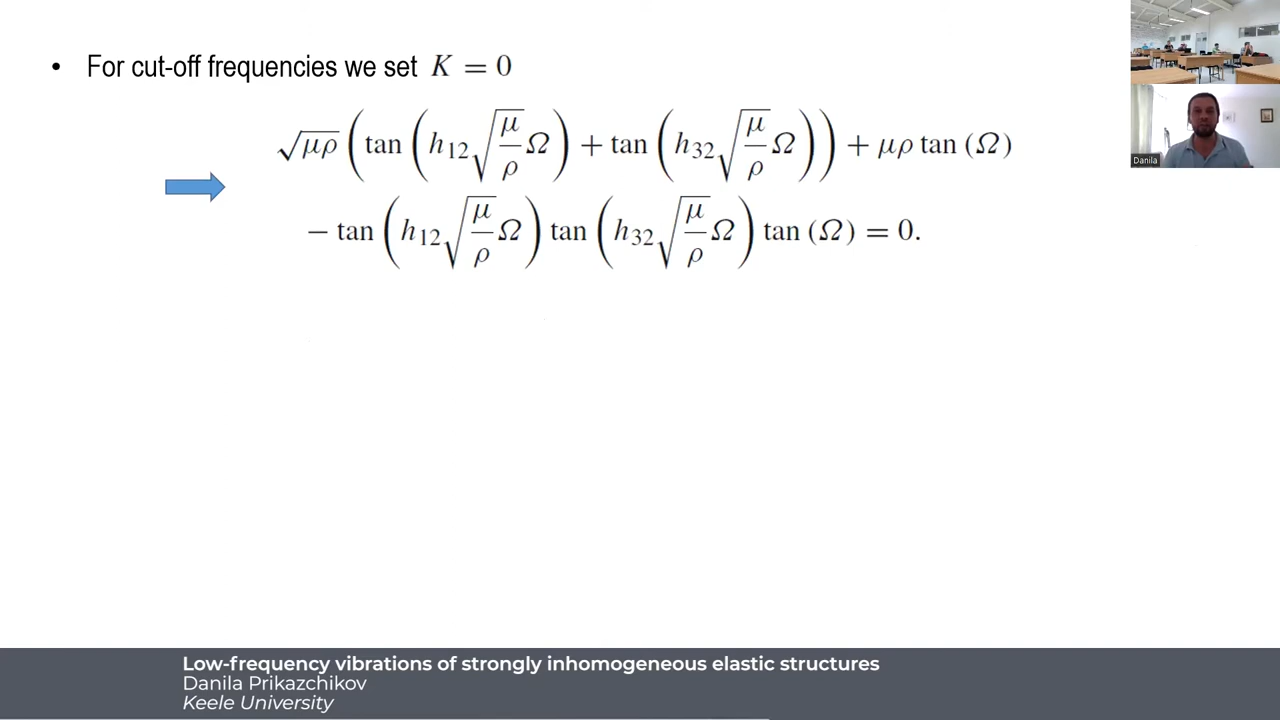 • For cut-off frequencies we set K = 0
√μρ (tan (h₁₂ √(μ/ρ) Ω) + tan (h₃₂ √(μ/ρ) Ω)) + μρ tan (Ω)
− tan (h₁₂ √(μ/ρ) Ω) tan (h₃₂ √(μ/ρ) Ω) tan (Ω) = 0.
Danila
Low-frequency vibrations of strongly inhomogeneous elastic structures
Danila Prikazchikov
Keele University